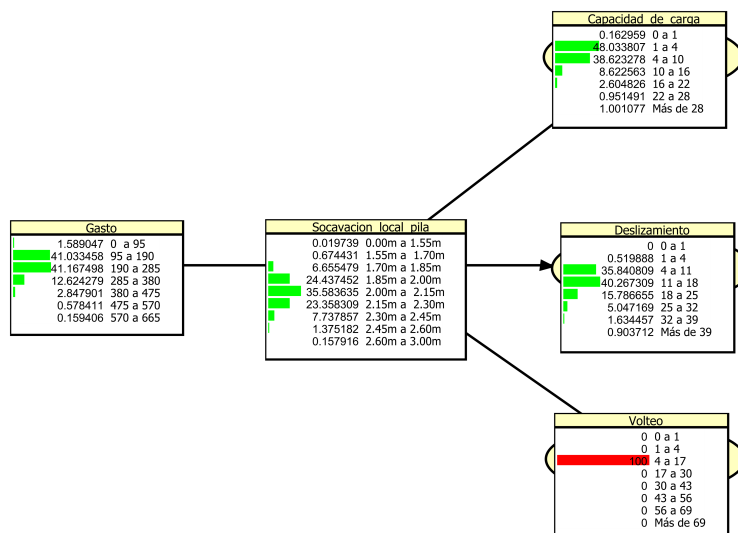 Capacidad de carga
0.162959 0 a 1
48.033807 1 a 4
38.623278 4 a 10
8.622563 10 a 16
2.604826 16 a 22
0.951491 22 a 28
1.001077 Más de 28
Gasto
1.589047 0 a 95
41.033458 95 a 190
41.167498 190 a 285
12.624279 285 a 380
2.847901 380 a 475
0.578411 475 a 570
0.159406 570 a 665
Socavacion local pila
0.019739 0.00m a 1.55m
0.674431 1.55m a 1.70m
6.655479 1.70m a 1.85m
24.437452 1.85m a 2.00m
35.583635 2.00m a 2.15m
23.358309 2.15m a 2.30m
7.737857 2.30m a 2.45m
1.375182 2.45m a 2.60m
0.157916 2.60m a 3.00m
Deslizamiento
0 0 a 1
0.519888 1 a 4
35.840809 4 a 11
40.267309 11 a 18
15.786655 18 a 25
5.047169 25 a 32
1.634457 32 a 39
0.903712 Más de 39
Volteo
0 0 a 1
0 1 a 4
100 4 a 17
0 17 a 30
0 30 a 43
0 43 a 56
0 56 a 69
0 Más de 69